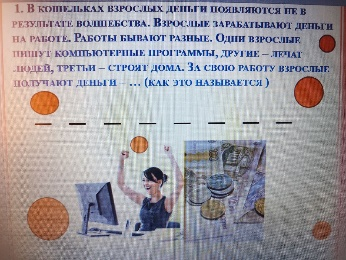 1. В кошельках взрослых деньги появляются не в
результате волшебства. Взрослые зарабатывают деньги
на работе. Работы бывают разные. Одни взрослые
пишут компьютерные программы, другие – лечат
людей, третьи – строят дома. За свою работу взрослые
получают деньги – ... (как это называется )